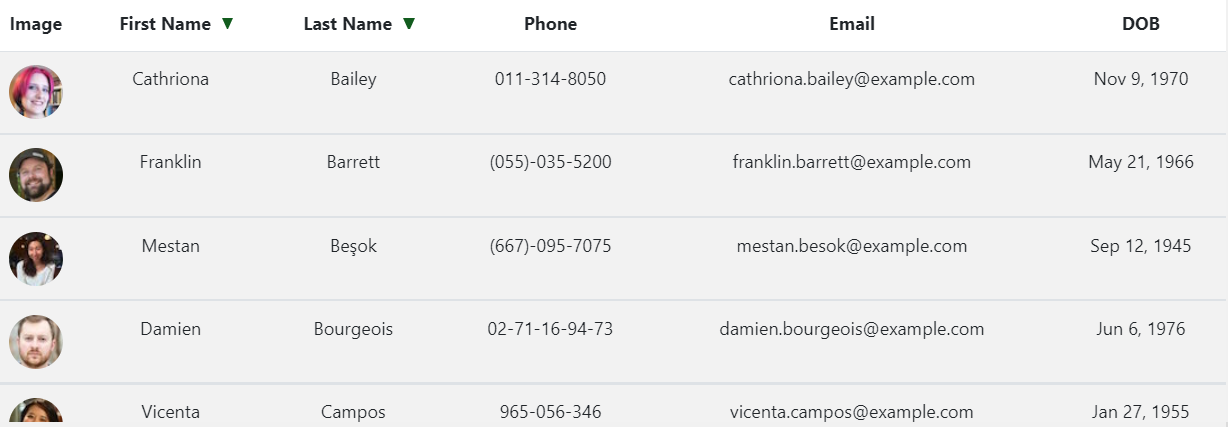 Image First Name ▼ Last Name ▼ Phone Email DOB
Cathriona Bailey 011-314-8050 cathriona.bailey@example.com Nov 9, 1970
Franklin Barrett (055)-035-5200 franklin.barrett@example.com May 21, 1966
Mestan Beşok (667)-095-7075 mestan.besok@example.com Sep 12, 1945
Damien Bourgeois 02-71-16-94-73 damien.bourgeois@example.com Jun 6, 1976
Vicenta Campos 965-056-346 vicenta.campos@example.com Jan 27, 1955